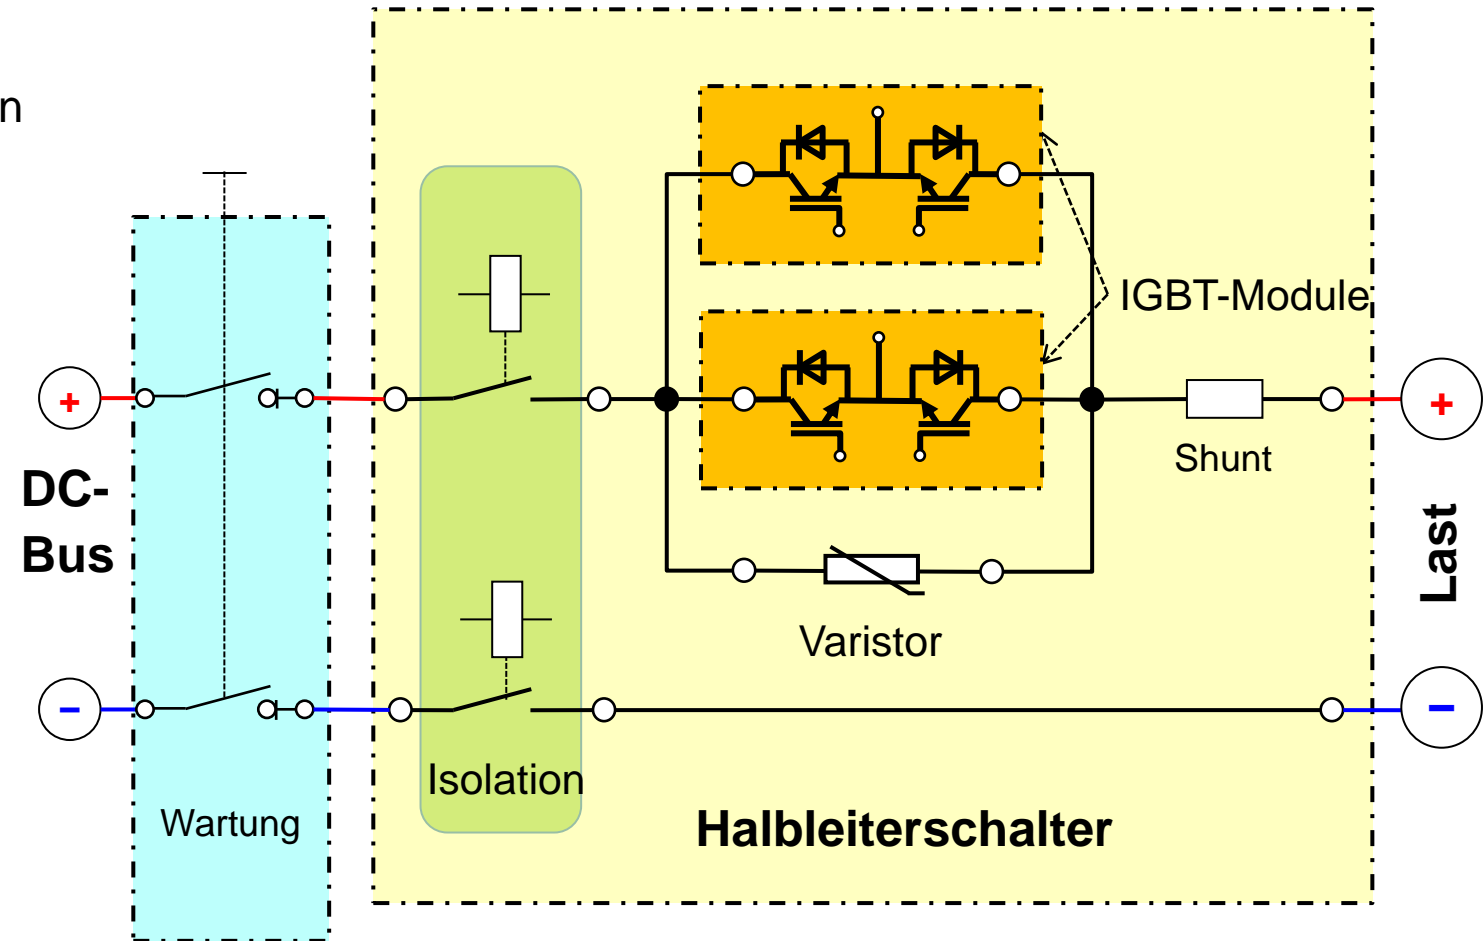 n
IGBT-Module
+
+
Shunt
DC-
Bus
Last
Varistor
−
−
Isolation
Wartung
Halbleiterschalter